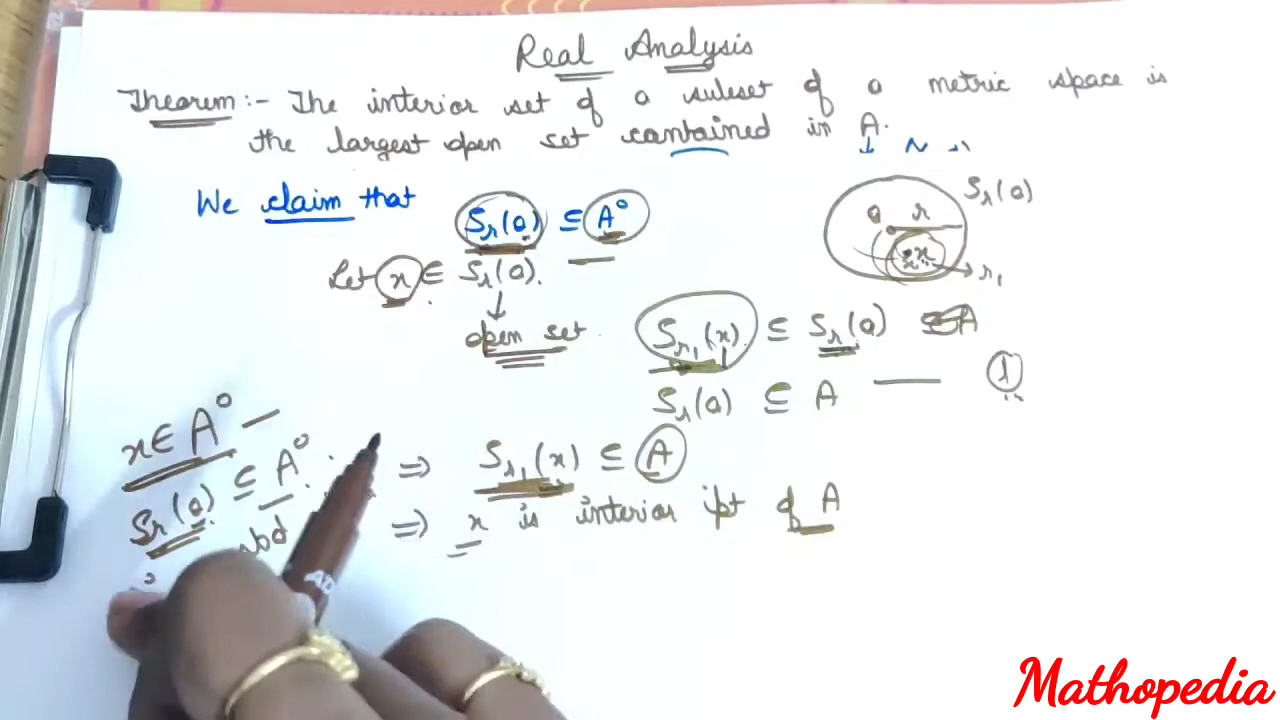 Real Analysis
Theorem :- The interior set of a subset of a metric space is
the largest open set contained in A.
We claim that Sr(a) ⊆ A°
Sr(a)
a r
x
r₁
Let x ∈ Sr(a).
open set.
Sr₁(x) ⊆ Sr(a) ⊆ A
Sr(a) ⊆ A — ①
x ∈ A° —
⇒ Sr₁(x) ⊆ A
Sr(a) ⊆ A°
⇒ x is interior pt of A
nbd
Mathopedia